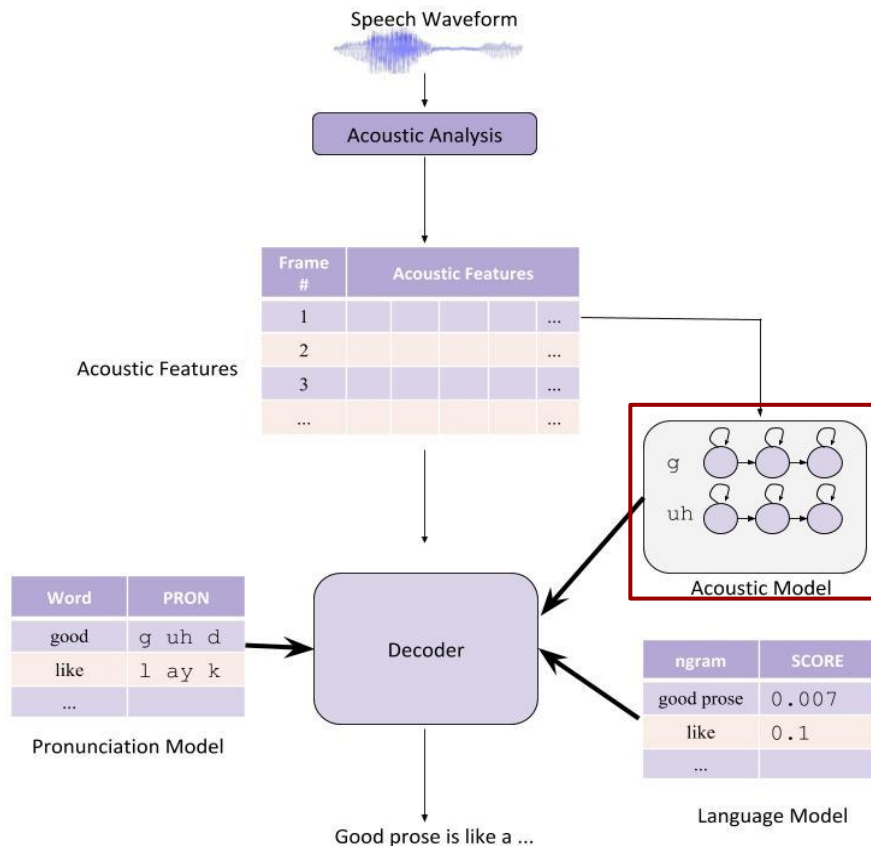 Speech Waveform
Acoustic Analysis
Frame # Acoustic Features
1 ...
2 ...
3 ...
... ...
Acoustic Features
g
uh
Acoustic Model
Word PRON
good g uh d
like l ay k
...
Pronunciation Model
Decoder
ngram SCORE
good prose 0.007
like 0.1
...
Language Model
Good prose is like a ...